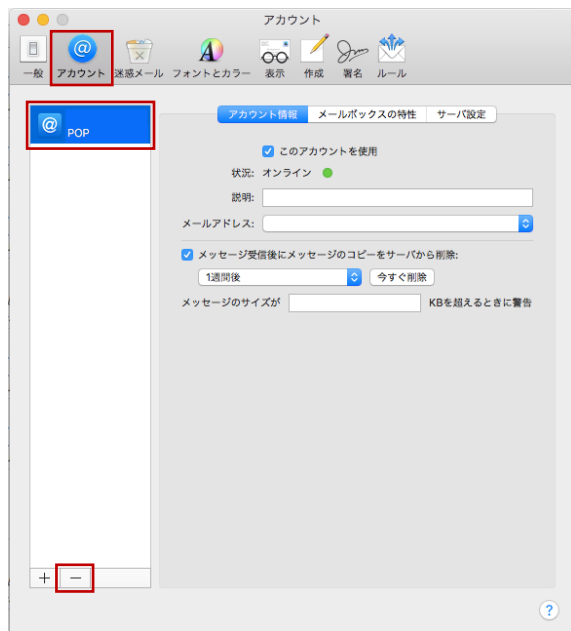 アカウント
一般 アカウント 迷惑メール フォントとカラー 表示 作成 署名 ルール
POP
アカウント情報 メールボックスの特性 サーバ設定
このアカウントを使用
状況: オンライン
説明:
メールアドレス:
メッセージ受信後にメッセージのコピーをサーバから削除:
1週間後 今すぐ削除
メッセージのサイズが KBを超えるときに警告
+ −
?